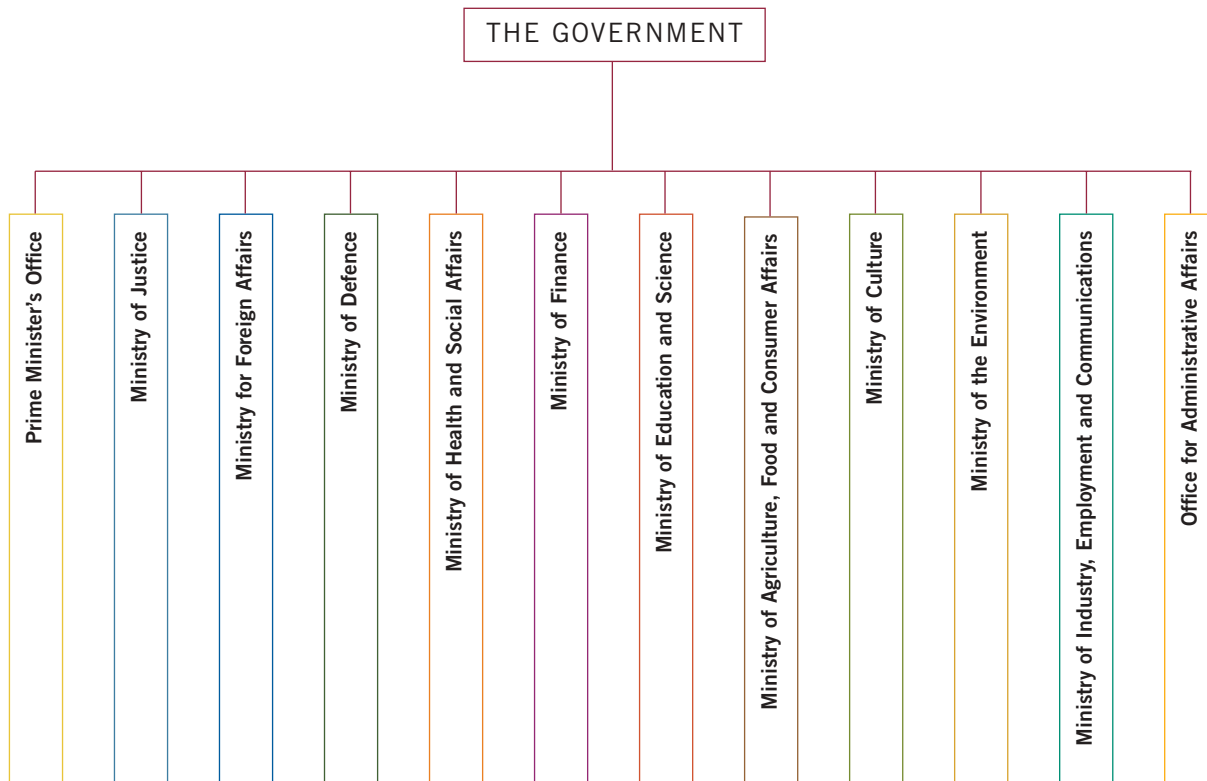 THE GOVERNMENT
Prime Minister’s Office
Ministry of Justice
Ministry for Foreign Affairs
Ministry of Defence
Ministry of Health and Social Affairs
Ministry of Finance
Ministry of Education and Science
Ministry of Agriculture, Food and Consumer Affairs
Ministry of Culture
Ministry of the Environment
Ministry of Industry, Employment and Communications
Office for Administrative Affairs